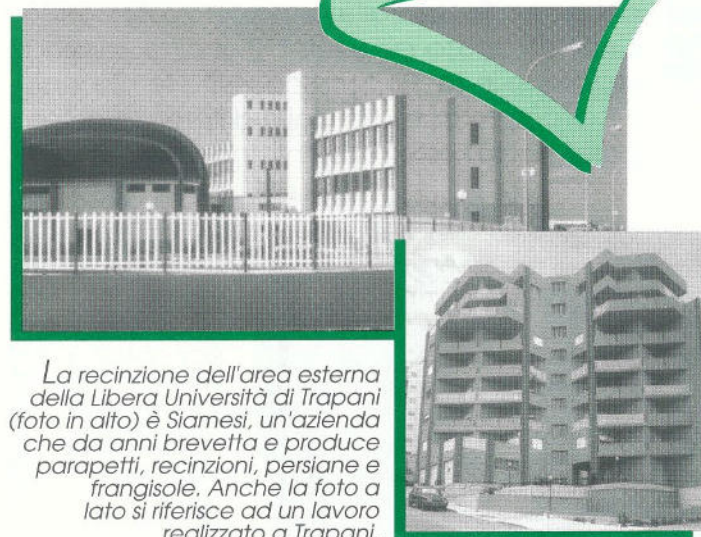 La recinzione dell'area esterna
della Libera Università di Trapani
(foto in alto) è Siamesi, un'azienda
che da anni brevetta e produce
parapetti, recinzioni, persiane e
frangisole. Anche la foto a
lato si riferisce ad un lavoro
realizzato a Trapani.